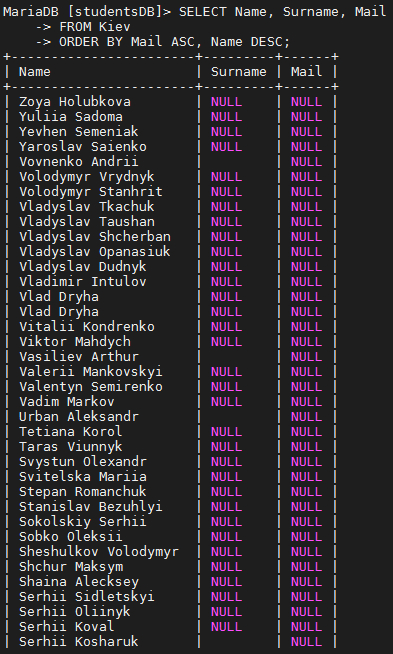 MariaDB [studentsDB]> SELECT Name, Surname, Mail
    -> FROM Kiev
    -> ORDER BY Mail ASC, Name DESC;
+-----------------------+---------+------+
| Name                  | Surname | Mail |
+-----------------------+---------+------+
| Zoya Holubkova        | NULL    | NULL |
| Yuliia Sadoma         | NULL    | NULL |
| Yevhen Semeniak       | NULL    | NULL |
| Yaroslav Saienko      | NULL    | NULL |
| Vovnenko Andrii       |         | NULL |
| Volodymyr Vrydnyk     | NULL    | NULL |
| Volodymyr Stanhrit    | NULL    | NULL |
| Vladyslav Tkachuk     | NULL    | NULL |
| Vladyslav Taushan     | NULL    | NULL |
| Vladyslav Shcherban   | NULL    | NULL |
| Vladyslav Opanasiuk   | NULL    | NULL |
| Vladyslav Dudnyk      | NULL    | NULL |
| Vladimir Intulov      | NULL    | NULL |
| Vlad Dryha            | NULL    | NULL |
| Vlad Dryha            | NULL    | NULL |
| Vitalii Kondrenko     | NULL    | NULL |
| Viktor Mahdych        | NULL    | NULL |
| Vasiliev Arthur       |         | NULL |
| Valerii Mankovskyi    | NULL    | NULL |
| Valentyn Semirenko    | NULL    | NULL |
| Vadim Markov          | NULL    | NULL |
| Urban Aleksandr       |         | NULL |
| Tetiana Korol         | NULL    | NULL |
| Taras Viunnyk         | NULL    | NULL |
| Svystun Olexandr      | NULL    | NULL |
| Svitelska Mariia      | NULL    | NULL |
| Stepan Romanchuk      | NULL    | NULL |
| Stanislav Bezuhlyi    | NULL    | NULL |
| Sokolskiy Serhii      | NULL    | NULL |
| Sobko Oleksii         | NULL    | NULL |
| Sheshulkov Volodymyr  | NULL    | NULL |
| Shchur Maksym         | NULL    | NULL |
| Shaina Alecksey       | NULL    | NULL |
| Serhii Sidletskyi     | NULL    | NULL |
| Serhii Oliinyk        | NULL    | NULL |
| Serhii Koval          | NULL    | NULL |
| Serhii Kosharuk       |         | NULL |